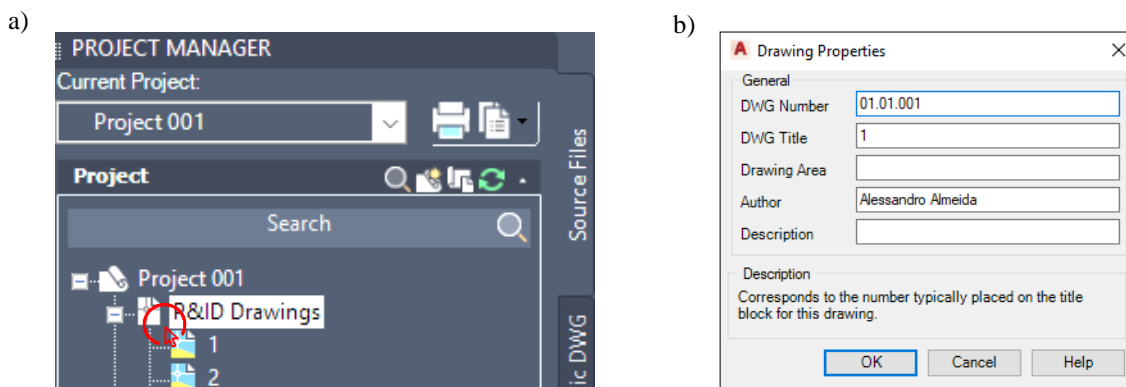 a)
PROJECT MANAGER
Current Project:
Project 001
Project
Search
Project 001
P&ID Drawings
1
2
Source Files
ic DWG
b)
A Drawing Properties
General
DWG Number 01.01.001
DWG Title 1
Drawing Area
Author Alessandro Almeida
Description
Description
Corresponds to the number typically placed on the title
block for this drawing.
OK Cancel Help